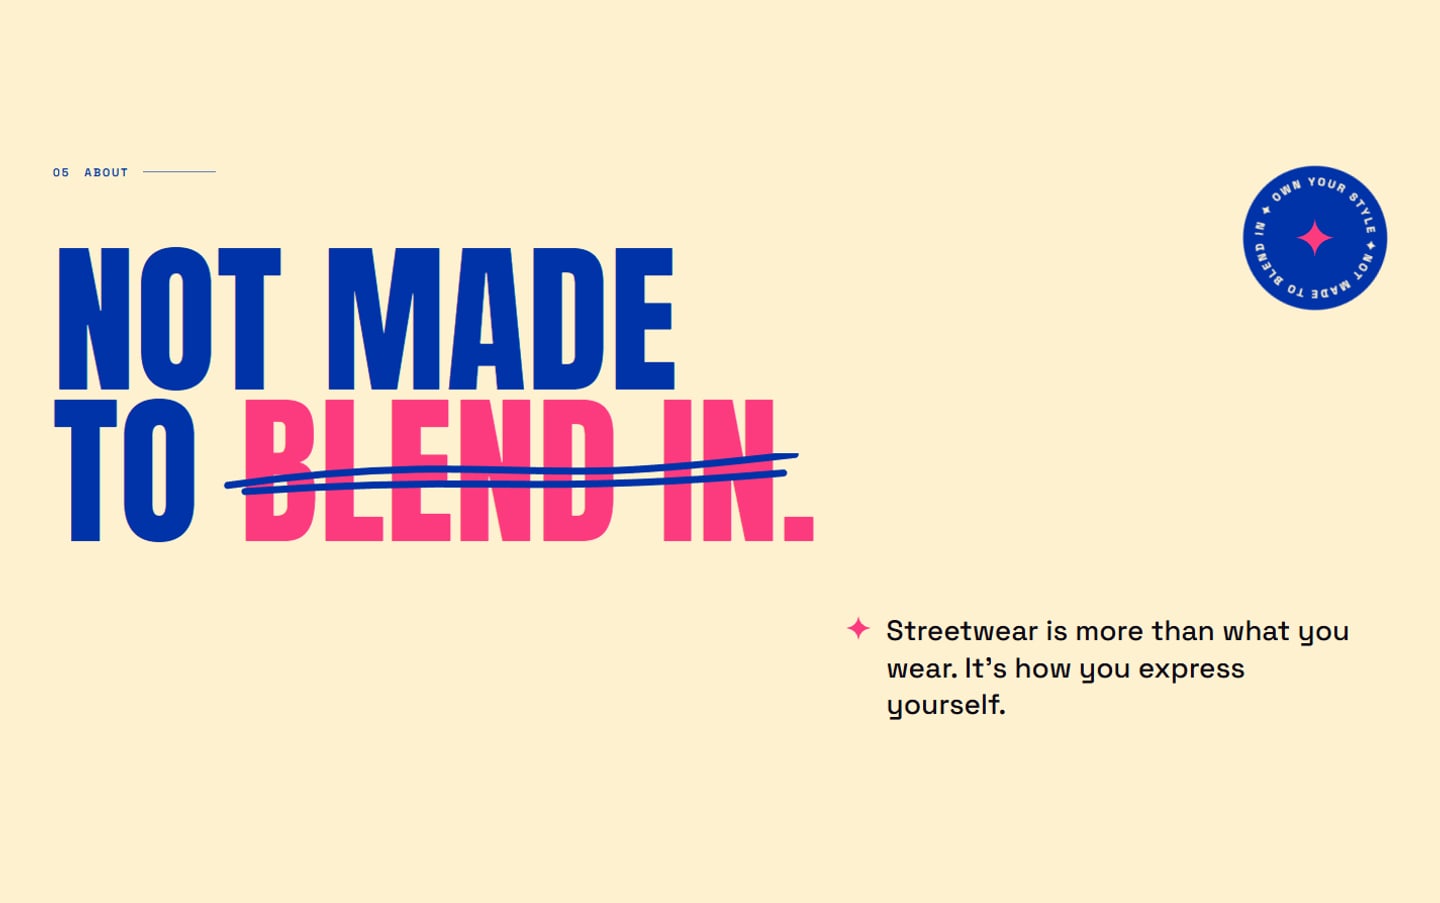 05 ABOUT
OWN YOUR STYLE ✦ NOT MADE TO BLEND IN ✦
NOT MADE
TO BLEND IN.
Streetwear is more than what you
wear. It’s how you express
yourself.